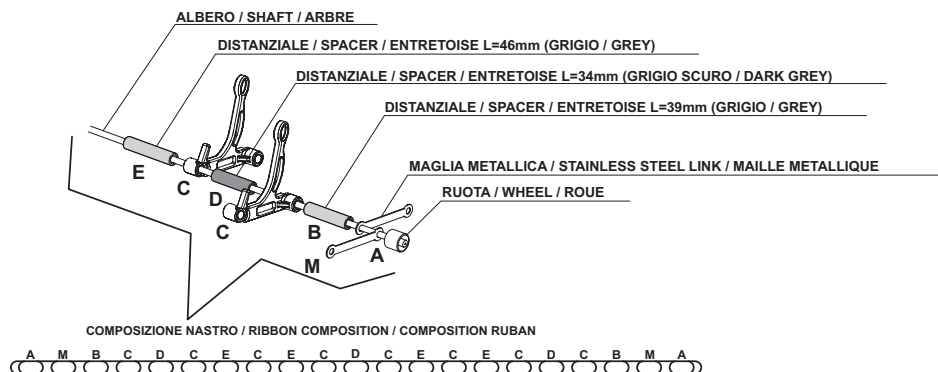 ALBERO / SHAFT / ARBRE
DISTANZIALE / SPACER / ENTRETOISE L=46mm (GRIGIO / GREY)
DISTANZIALE / SPACER / ENTRETOISE L=34mm (GRIGIO SCURO / DARK GREY)
DISTANZIALE / SPACER / ENTRETOISE L=39mm (GRIGIO / GREY)
MAGLIA METALLICA / STAINLESS STEEL LINK / MAILLE METALLIQUE
RUOTA / WHEEL / ROUE
E
C
D
C
B
A
M
COMPOSIZIONE NASTRO / RIBBON COMPOSITION / COMPOSITION RUBAN
A M B C D C E C E C D C E C E C D C B M A